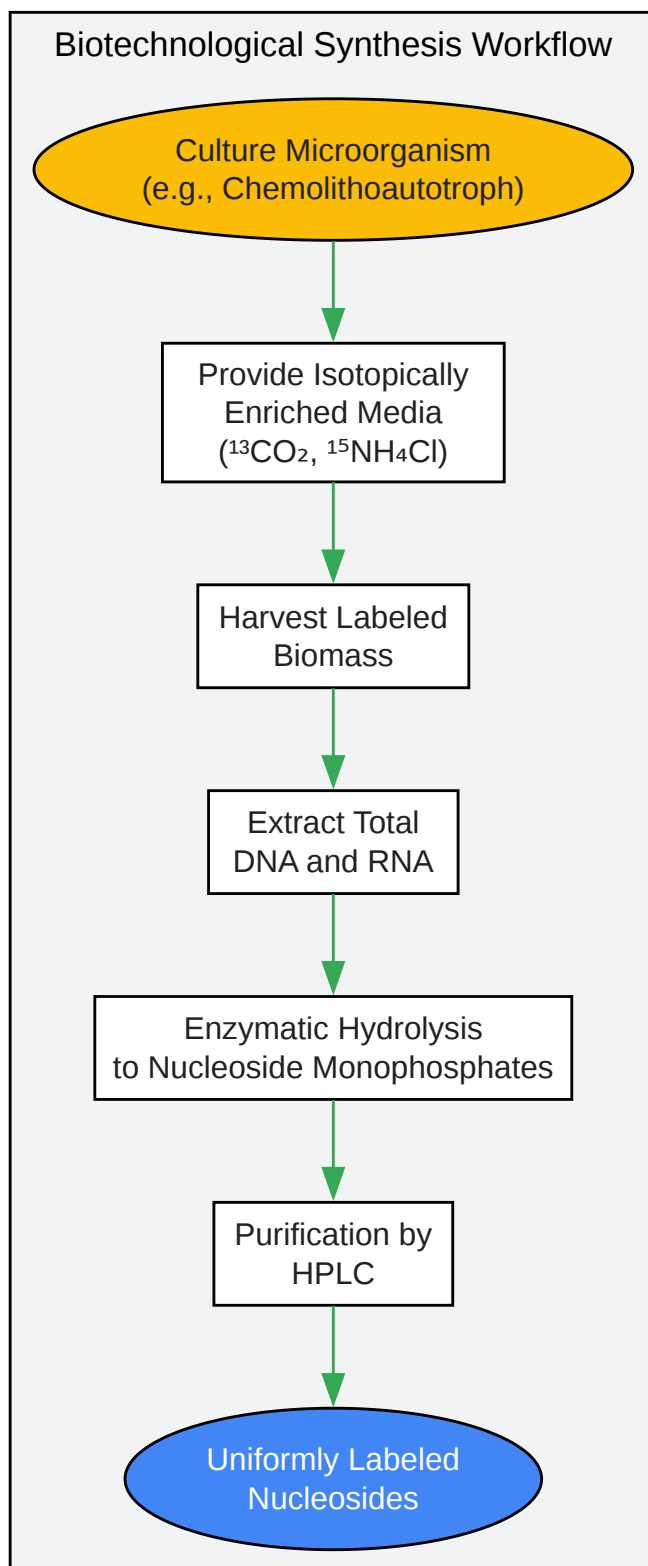 Biotechnological Synthesis Workflow
Culture Microorganism
(e.g., Chemolithoautotroph)
Provide Isotopically
Enriched Media
(¹³CO₂, ¹⁵NH₄Cl)
Harvest Labeled
Biomass
Extract Total
DNA and RNA
Enzymatic Hydrolysis
to Nucleoside Monophosphates
Purification by
HPLC
Uniformly Labeled
Nucleosides